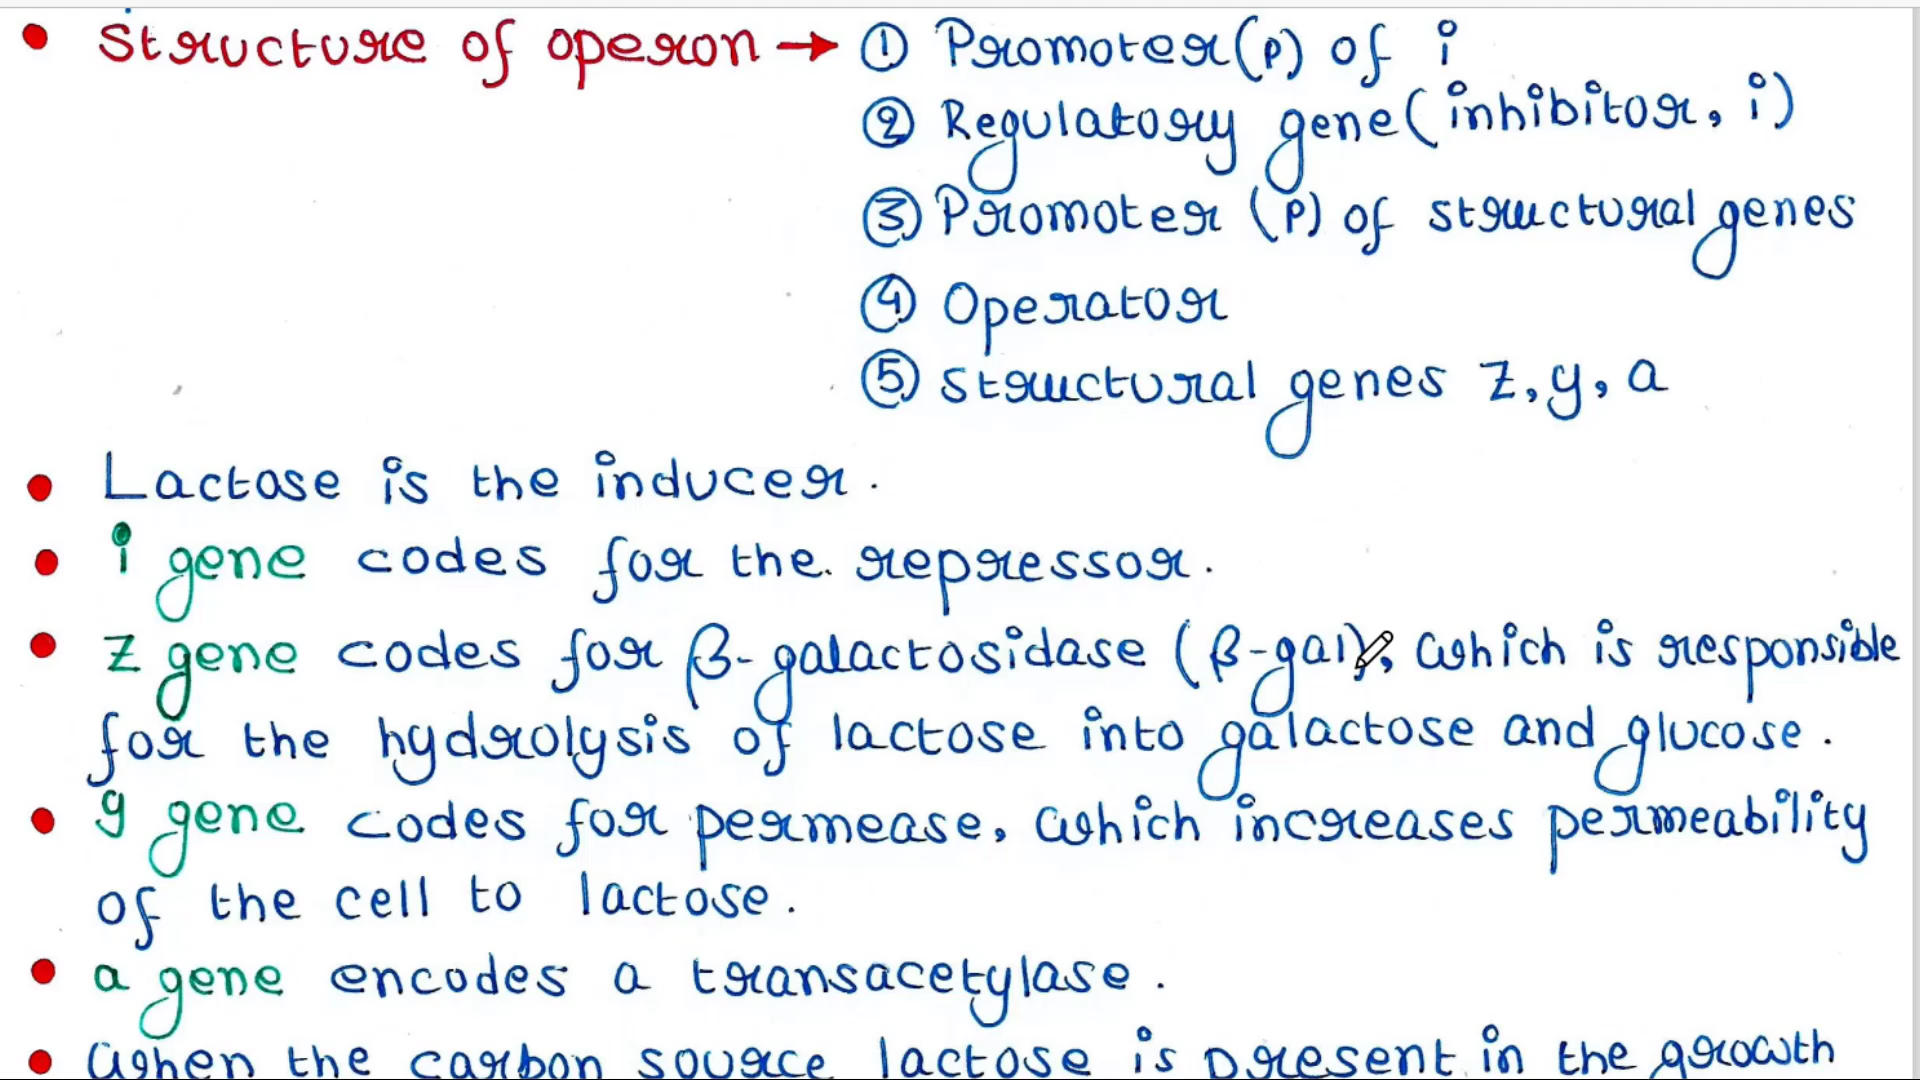 • Structure of operon → ① Promoter(P) of i
② Regulatory gene(inhibitor, i)
③ Promoter (P) of structural genes
④ Operator
⑤ Structural genes z, y, a
• Lactose is the inducer.
• i gene codes for the repressor.
• z gene codes for β-galactosidase (β-gal), which is responsible
for the hydrolysis of lactose into galactose and glucose.
• y gene codes for permease, which increases permeability
of the cell to lactose.
• a gene encodes a transacetylase.
• When the carbon source lactose is present in the growth